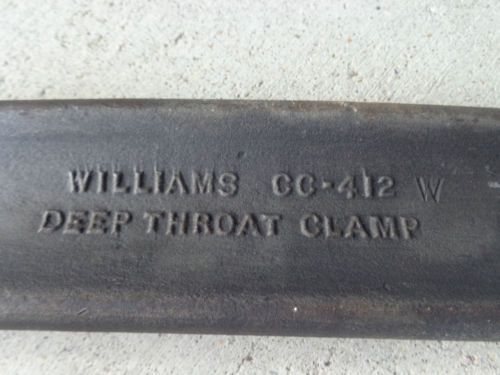 WILLIAMS CC-412 W
DEEP THROAT CLAMP